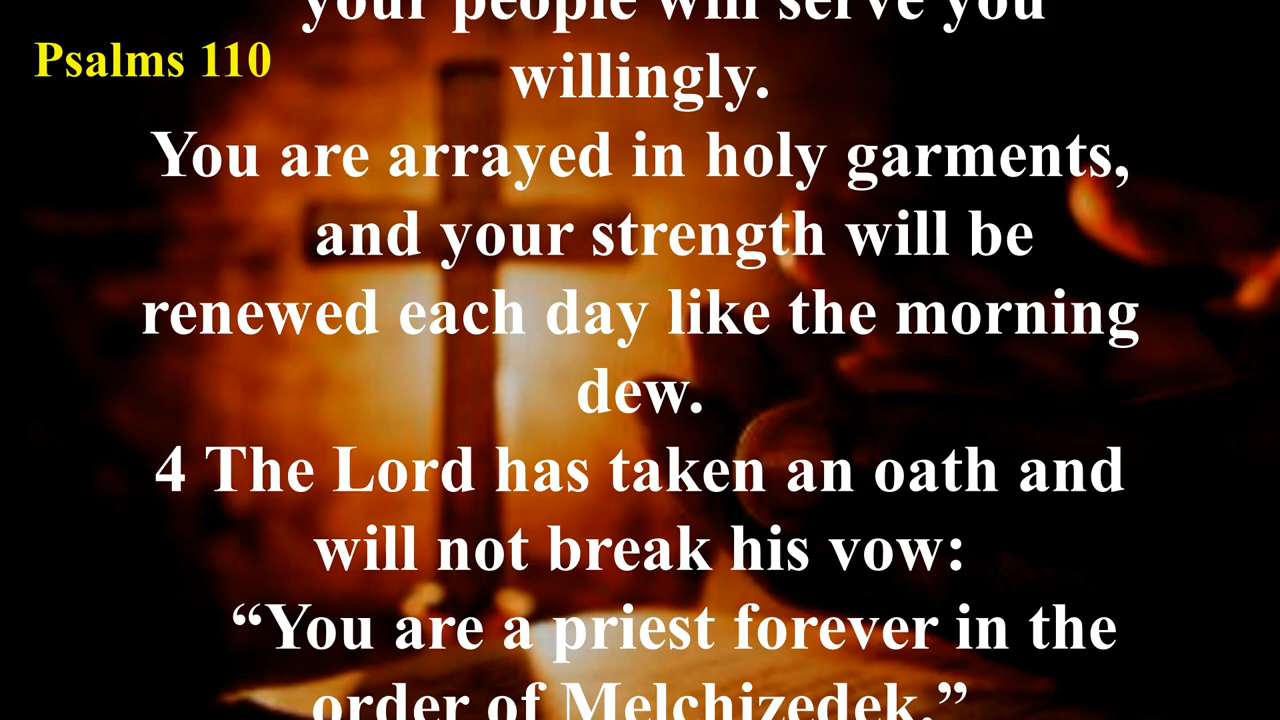 your people will serve you
Psalms 110
willingly.
You are arrayed in holy garments,
and your strength will be
renewed each day like the morning
dew.
4 The Lord has taken an oath and
will not break his vow:
“You are a priest forever in the
order of Melchizedek.”